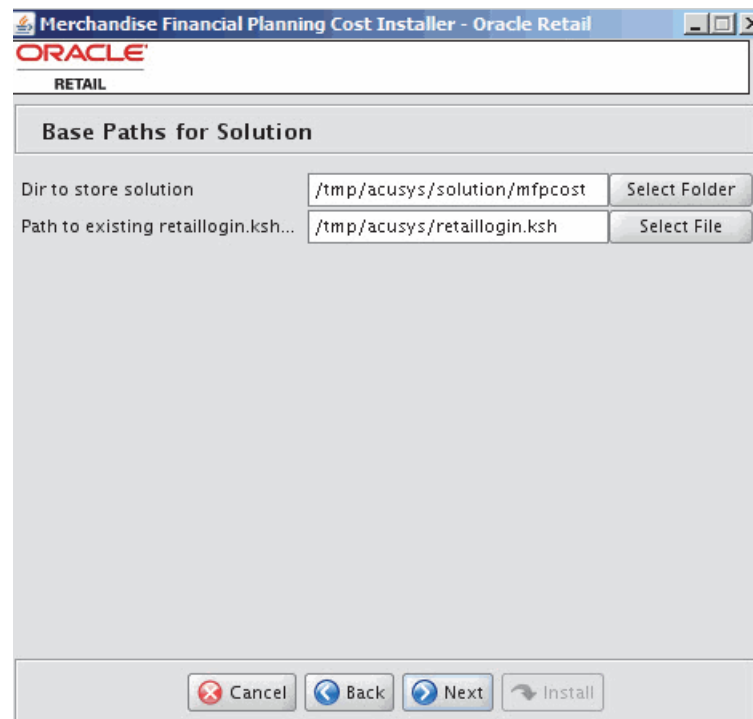 Merchandise Financial Planning Cost Installer - Oracle Retail
ORACLE
RETAIL
Base Paths for Solution
Dir to store solution /tmp/acusys/solution/mfpcost Select Folder
Path to existing retaillogin.ksh... /tmp/acusys/retaillogin.ksh Select File
Cancel Back Next Install